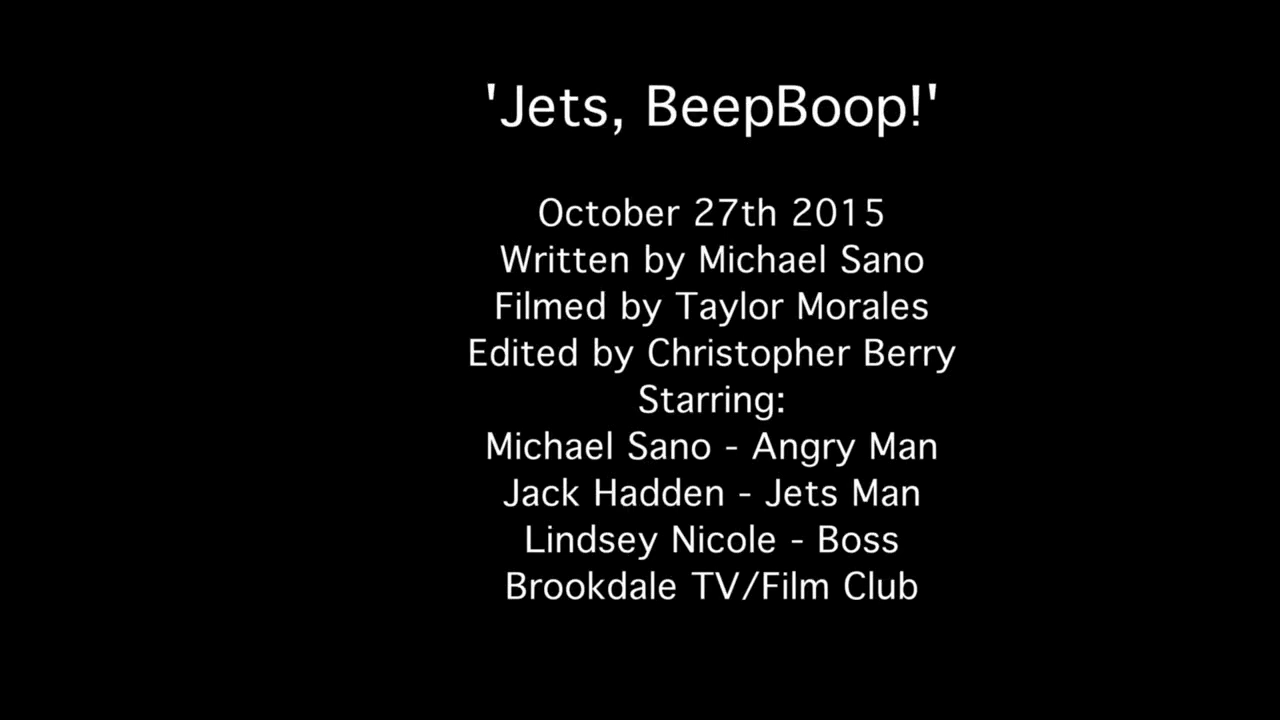 'Jets, BeepBoop!'
October 27th 2015
Written by Michael Sano
Filmed by Taylor Morales
Edited by Christopher Berry
Starring:
Michael Sano - Angry Man
Jack Hadden - Jets Man
Lindsey Nicole - Boss
Brookdale TV/Film Club